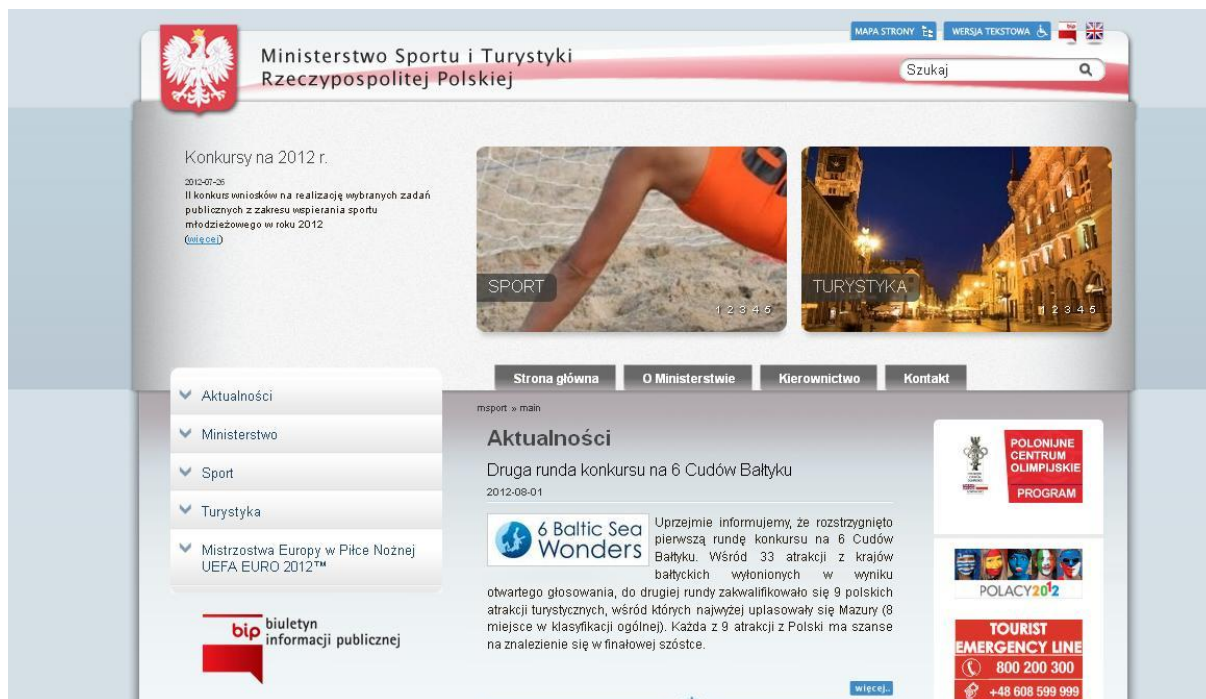 MAPA STRONY
WERSJA TEKSTOWA
bip
Ministerstwo Sportu i Turystyki
Rzeczypospolitej Polskiej
Szukaj
Konkursy na 2012 r.
2012-07-26
II konkurs wniosków na realizację wybranych zadań
publicznych z zakresu wspierania sportu
młodzieżowego w roku 2012
(więcej)
SPORT
1 2 3 4 5
TURYSTYKA
1 2 3 4 5
Strona główna
O Ministerstwie
Kierownictwo
Kontakt
Aktualności
Ministerstwo
Sport
Turystyka
Mistrzostwa Europy w Piłce Nożnej
UEFA EURO 2012™
bip biuletyn
informacji publicznej
msport » main
Aktualności
Druga runda konkursu na 6 Cudów Bałtyku
2012-08-01
6 Baltic Sea
Wonders
Uprzejmie informujemy, że rozstrzygnięto
pierwszą rundę konkursu na 6 Cudów
Bałtyku. Wśród 33 atrakcji z krajów
bałtyckich wyłonionych w wyniku
otwartego głosowania, do drugiej rundy zakwalifikowało się 9 polskich
atrakcji turystycznych, wśród których najwyżej uplasowały się Mazury (8
miejsce w klasyfikacji ogólnej). Każda z 9 atrakcji z Polski ma szanse
na znalezienie się w finałowej szóstce.
więcej..
POLONIJNE
CENTRUM
OLIMPIJSKIE
PROGRAM
POLACY2012
TOURIST
EMERGENCY LINE
800 200 300
+48 608 599 999